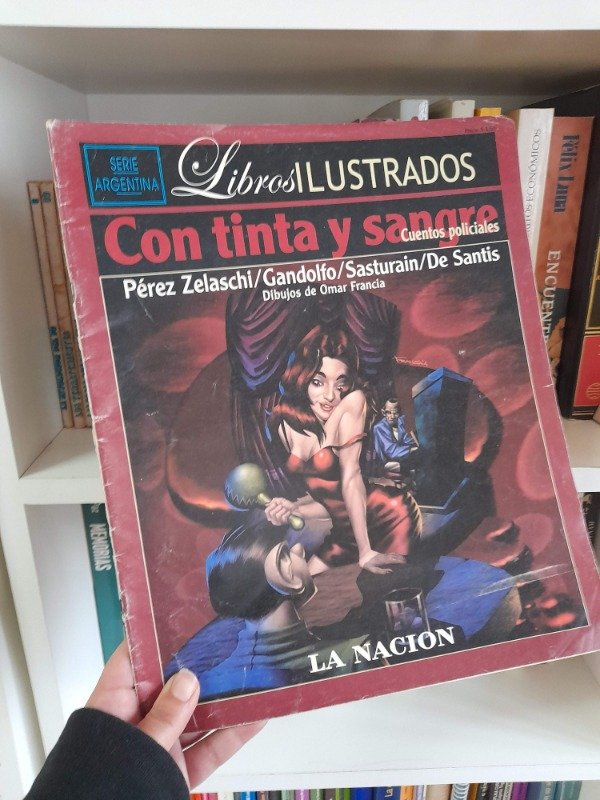 SERIE
ARGENTINA
Libros ILUSTRADOS
Con tinta y sangre
Cuentos policiales
Pérez Zelaschi/Gandolfo/Sasturain/De Santis
Dibujos de Omar Francia
LA NACION
MEMORIAS
Félix Luna